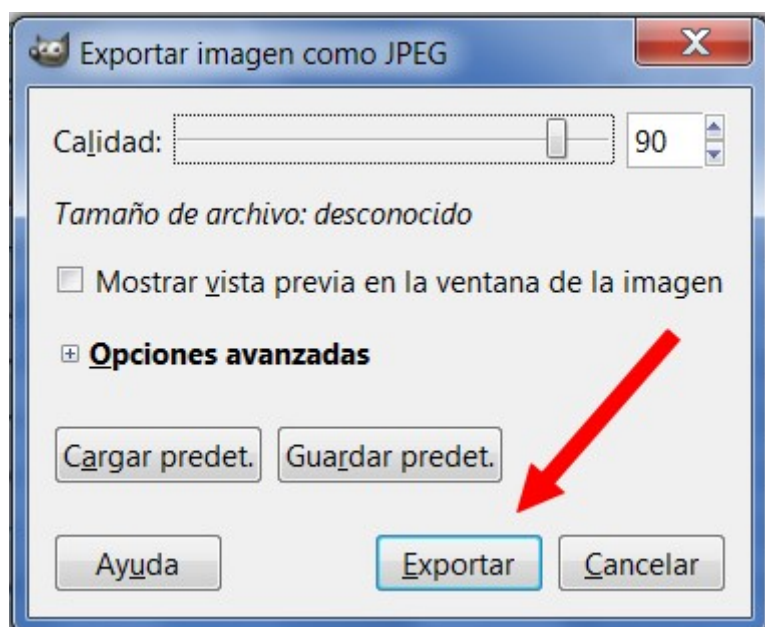 Exportar imagen como JPEG
Calidad: 90
Tamaño de archivo: desconocido
Mostrar vista previa en la ventana de la imagen
Opciones avanzadas
Cargar predet. Guardar predet.
Ayuda Exportar Cancelar